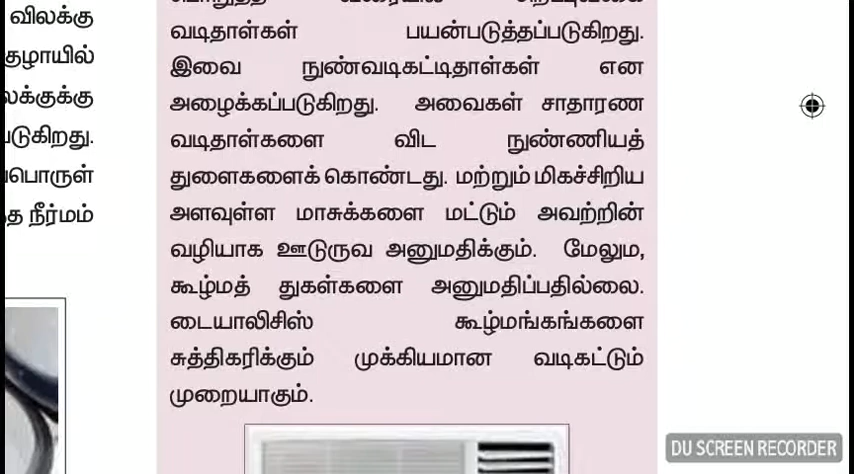 விலக்கு
குழாயில்
படுகிறது.
நீர்மம்
வடிதாள்கள் பயன்படுத்தப்படுகிறது.
இவை நுண்வடிகட்டிதாள்கள் என
அழைக்கப்படுகிறது. அவைகள் சாதாரண
வடிதாள்களை விட நுண்ணியத்
துளைகளைக் கொண்டது. மற்றும் மிகச்சிறிய
அளவுள்ள மாசுக்களை மட்டும் அவற்றின்
வழியாக ஊடுருவ அனுமதிக்கும். மேலும,
கூழ்மத் துகள்களை அனுமதிப்பதில்லை.
டையாலிசிஸ் கூழ்மங்கங்களை
சுத்திகரிக்கும் முக்கியமான வடிகட்டும்
முறையாகும்.
DU SCREEN RECORDER